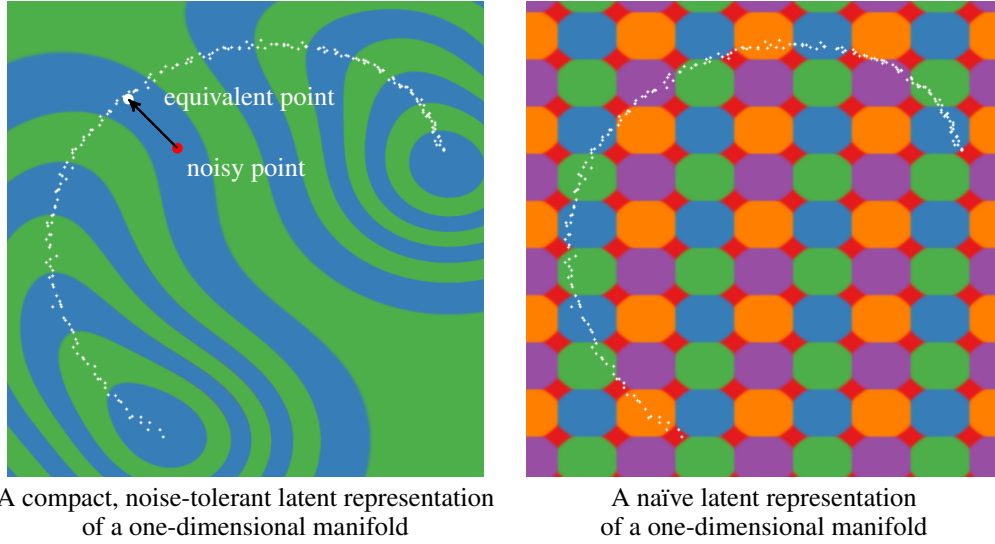 equivalent point
noisy point
A compact, noise-tolerant latent representation
of a one-dimensional manifold
A naïve latent representation
of a one-dimensional manifold